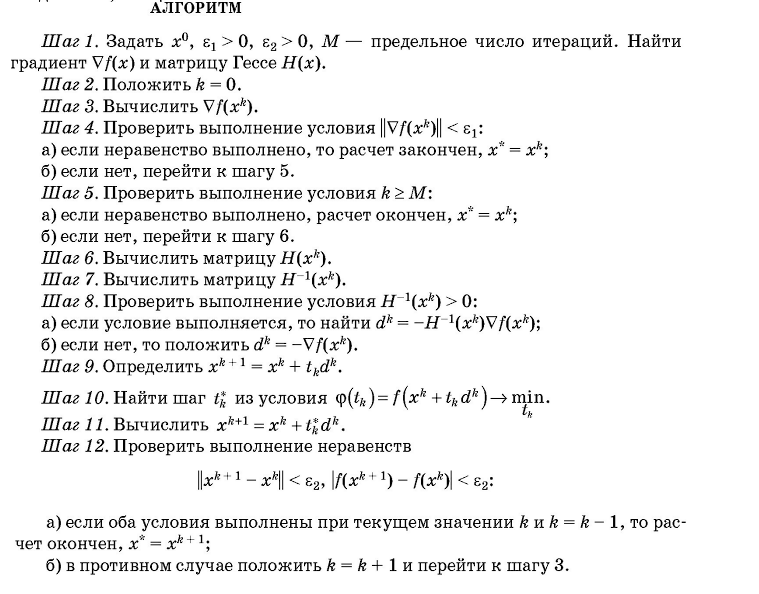 АЛГОРИТМ
Шаг 1. Задать x⁰, ε₁ > 0, ε₂ > 0, M — предельное число итераций. Найти
градиент ∇f(x) и матрицу Гессе H(x).
Шаг 2. Положить k = 0.
Шаг 3. Вычислить ∇f(xᵏ).
Шаг 4. Проверить выполнение условия ‖∇f(xᵏ)‖ < ε₁:
а) если неравенство выполнено, то расчет закончен, x* = xᵏ;
б) если нет, перейти к шагу 5.
Шаг 5. Проверить выполнение условия k ≥ M:
а) если неравенство выполнено, расчет окончен, x* = xᵏ;
б) если нет, перейти к шагу 6.
Шаг 6. Вычислить матрицу H(xᵏ).
Шаг 7. Вычислить матрицу H⁻¹(xᵏ).
Шаг 8. Проверить выполнение условия H⁻¹(xᵏ) > 0:
а) если условие выполняется, то найти dᵏ = −H⁻¹(xᵏ)∇f(xᵏ);
б) если нет, то положить dᵏ = −∇f(xᵏ).
Шаг 9. Определить xᵏ⁺¹ = xᵏ + tₖdᵏ.
Шаг 10. Найти шаг tₖ* из условия φ(tₖ) = f(xᵏ + tₖdᵏ) → min tₖ.
Шаг 11. Вычислить xᵏ⁺¹ = xᵏ + tₖ*dᵏ.
Шаг 12. Проверить выполнение неравенств
‖xᵏ⁺¹ − xᵏ‖ < ε₂, |f(xᵏ⁺¹) − f(xᵏ)| < ε₂:
а) если оба условия выполнены при текущем значении k и k = k − 1, то рас-
чет окончен, x* = xᵏ⁺¹;
б) в противном случае положить k = k + 1 и перейти к шагу 3.